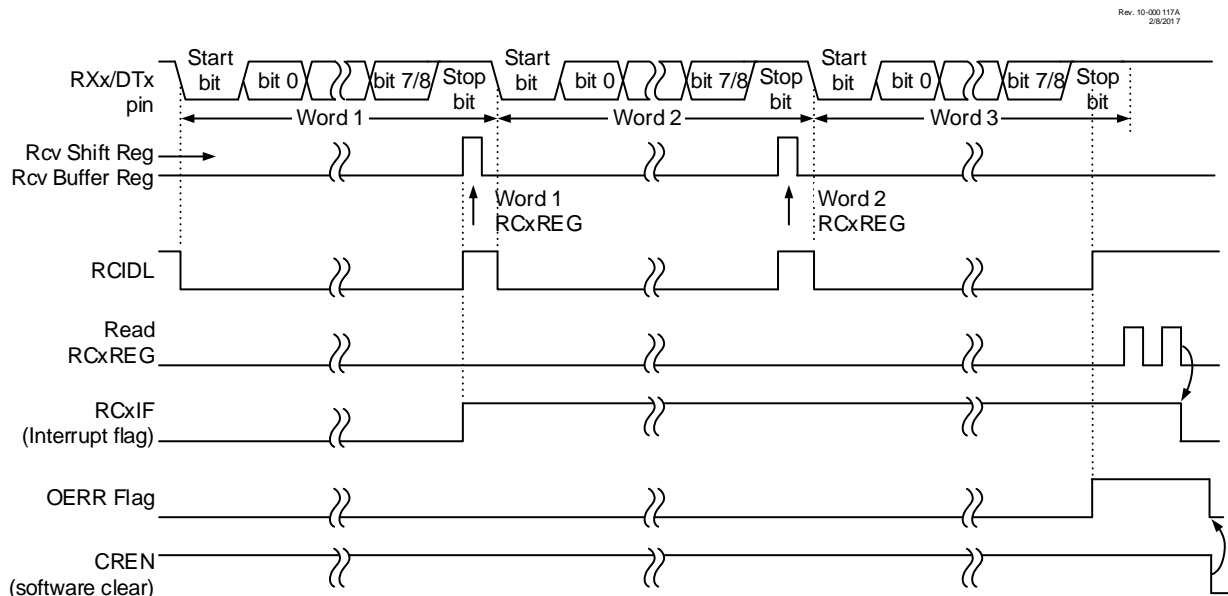 Rev. 10-000 117A
2/8/2017
RXx/DTx
pin
Start
bit
bit 0
bit 7/8
Stop
bit
Start
bit
bit 0
bit 7/8
Stop
bit
Start
bit
bit 0
bit 7/8
Stop
bit
Word 1
Word 2
Word 3
Rcv Shift Reg
Rcv Buffer Reg
Word 1
RCxREG
Word 2
RCxREG
RCIDL
Read
RCxREG
RCxIF
(Interrupt flag)
OERR Flag
CREN
(software clear)